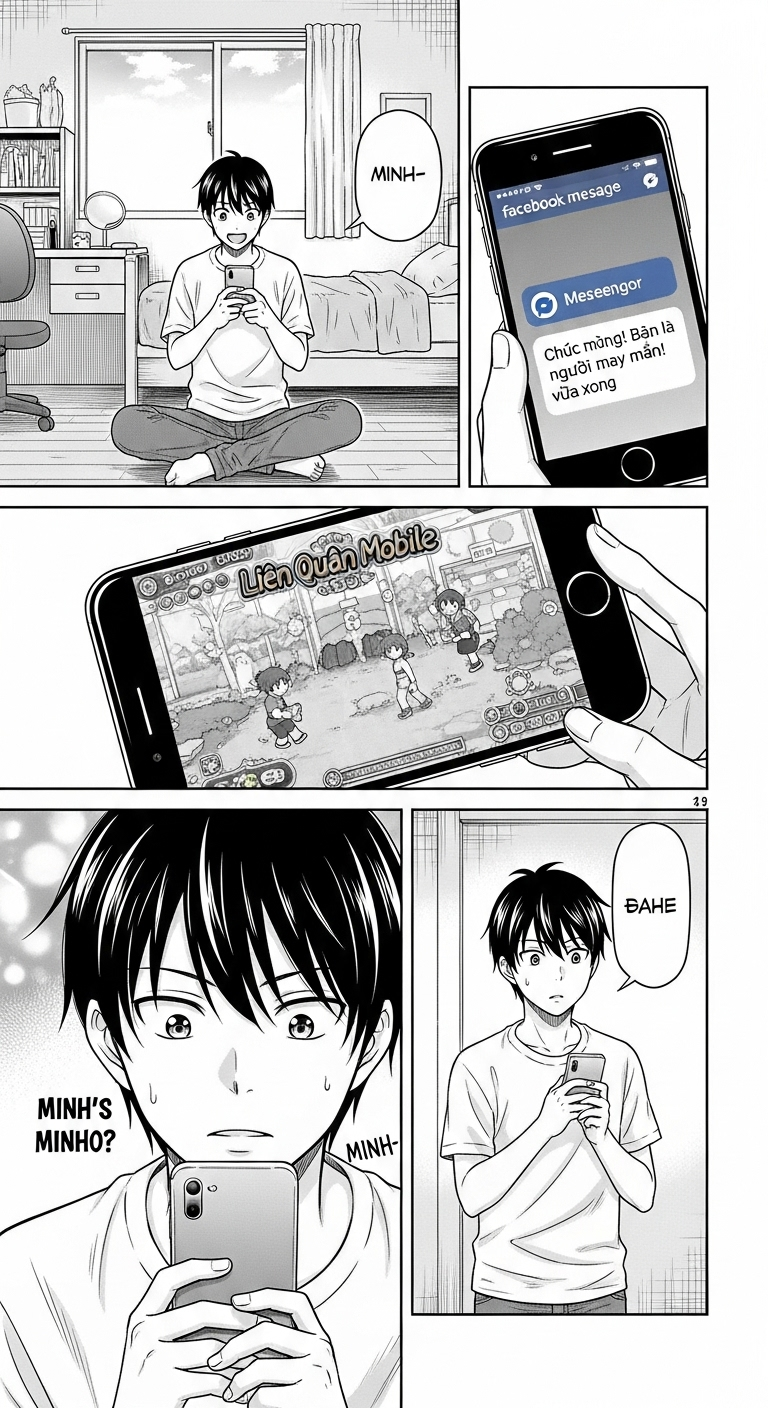 MINH-
facebook mesage
Meseengor
Chúc mừng! Bạn là
người may mắn!
vừa xong
Liên Quân Mobile
29
ĐAHE
MINH'S
MINHO?
MINH-